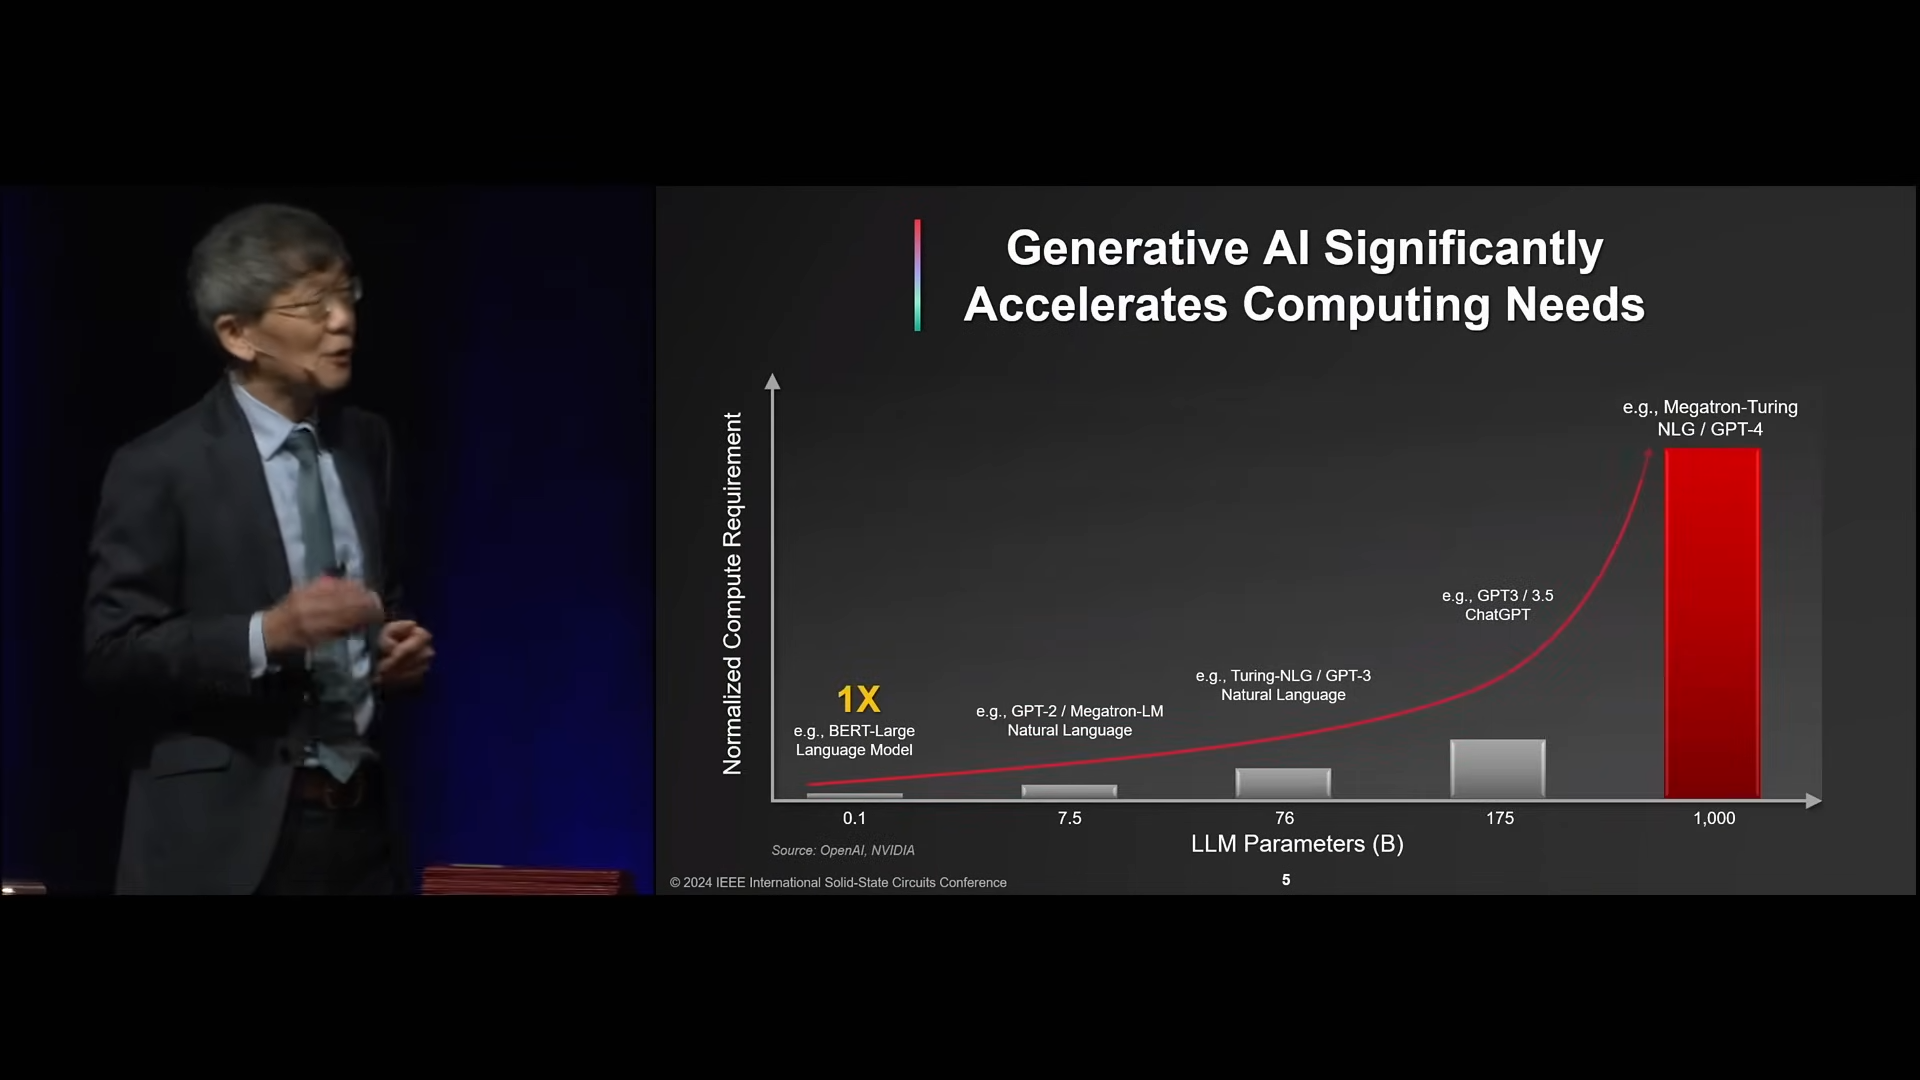 Generative AI Significantly
Accelerates Computing Needs
Normalized Compute Requirement
1X
e.g., BERT-Large
Language Model
e.g., GPT-2 / Megatron-LM
Natural Language
e.g., Turing-NLG / GPT-3
Natural Language
e.g., GPT3 / 3.5
ChatGPT
e.g., Megatron-Turing
NLG / GPT-4
0.1
7.5
76
175
1,000
LLM Parameters (B)
Source: OpenAI, NVIDIA
© 2024 IEEE International Solid-State Circuits Conference
5